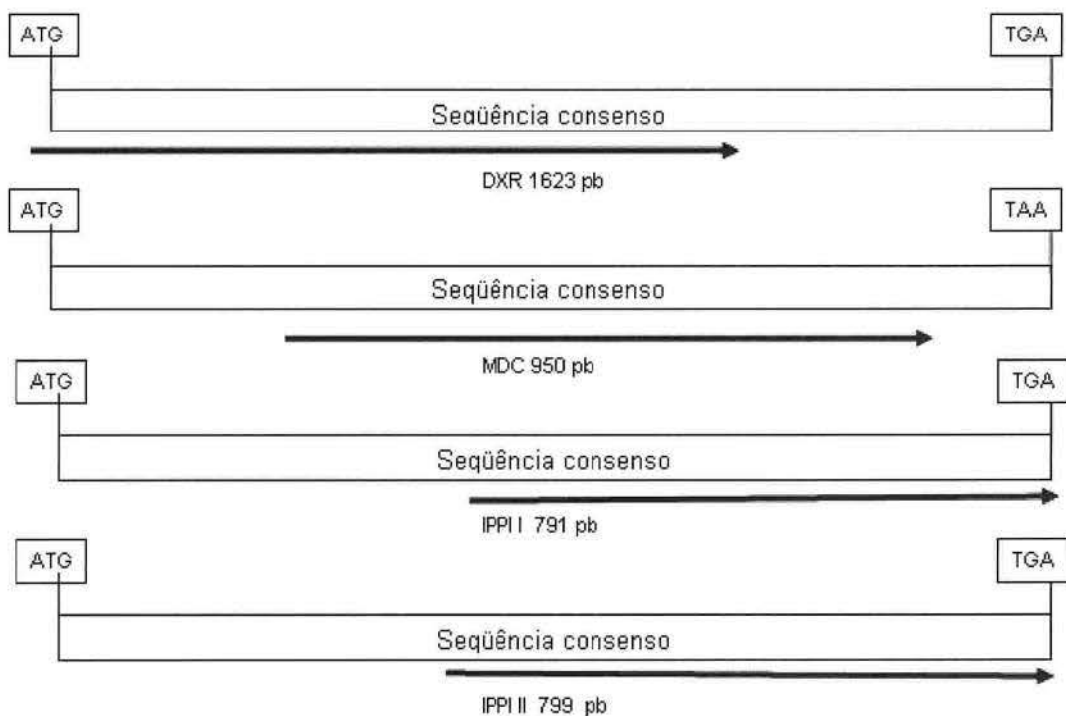 ATG TGA
Seqüência consenso
DXR 1623 pb
ATG TAA
Seqüência consenso
MDC 950 pb
ATG TGA
Seqüência consenso
IPPI I 791 pb
ATG TGA
Seqüência consenso
IPPI II 799 pb